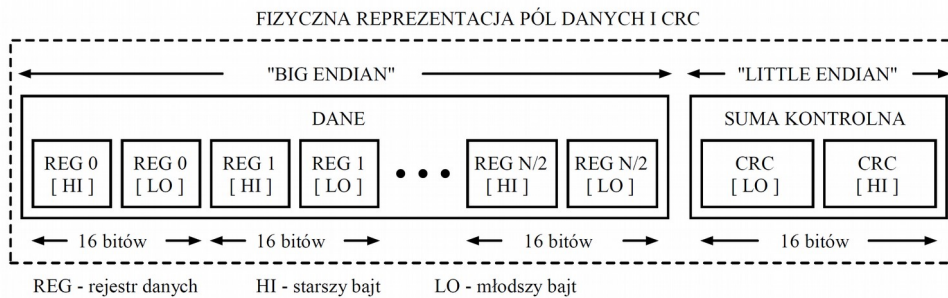 FIZYCZNA REPREZENTACJA PÓL DANYCH I CRC
"BIG ENDIAN" "LITTLE ENDIAN"
DANE SUMA KONTROLNA
REG 0 REG 0 REG 1 REG 1 REG N/2 REG N/2 CRC CRC
[ HI ] [ LO ] [ HI ] [ LO ] [ HI ] [ LO ] [ LO ] [ HI ]
16 bitów 16 bitów 16 bitów 16 bitów
REG - rejestr danych HI - starszy bajt LO - młodszy bajt